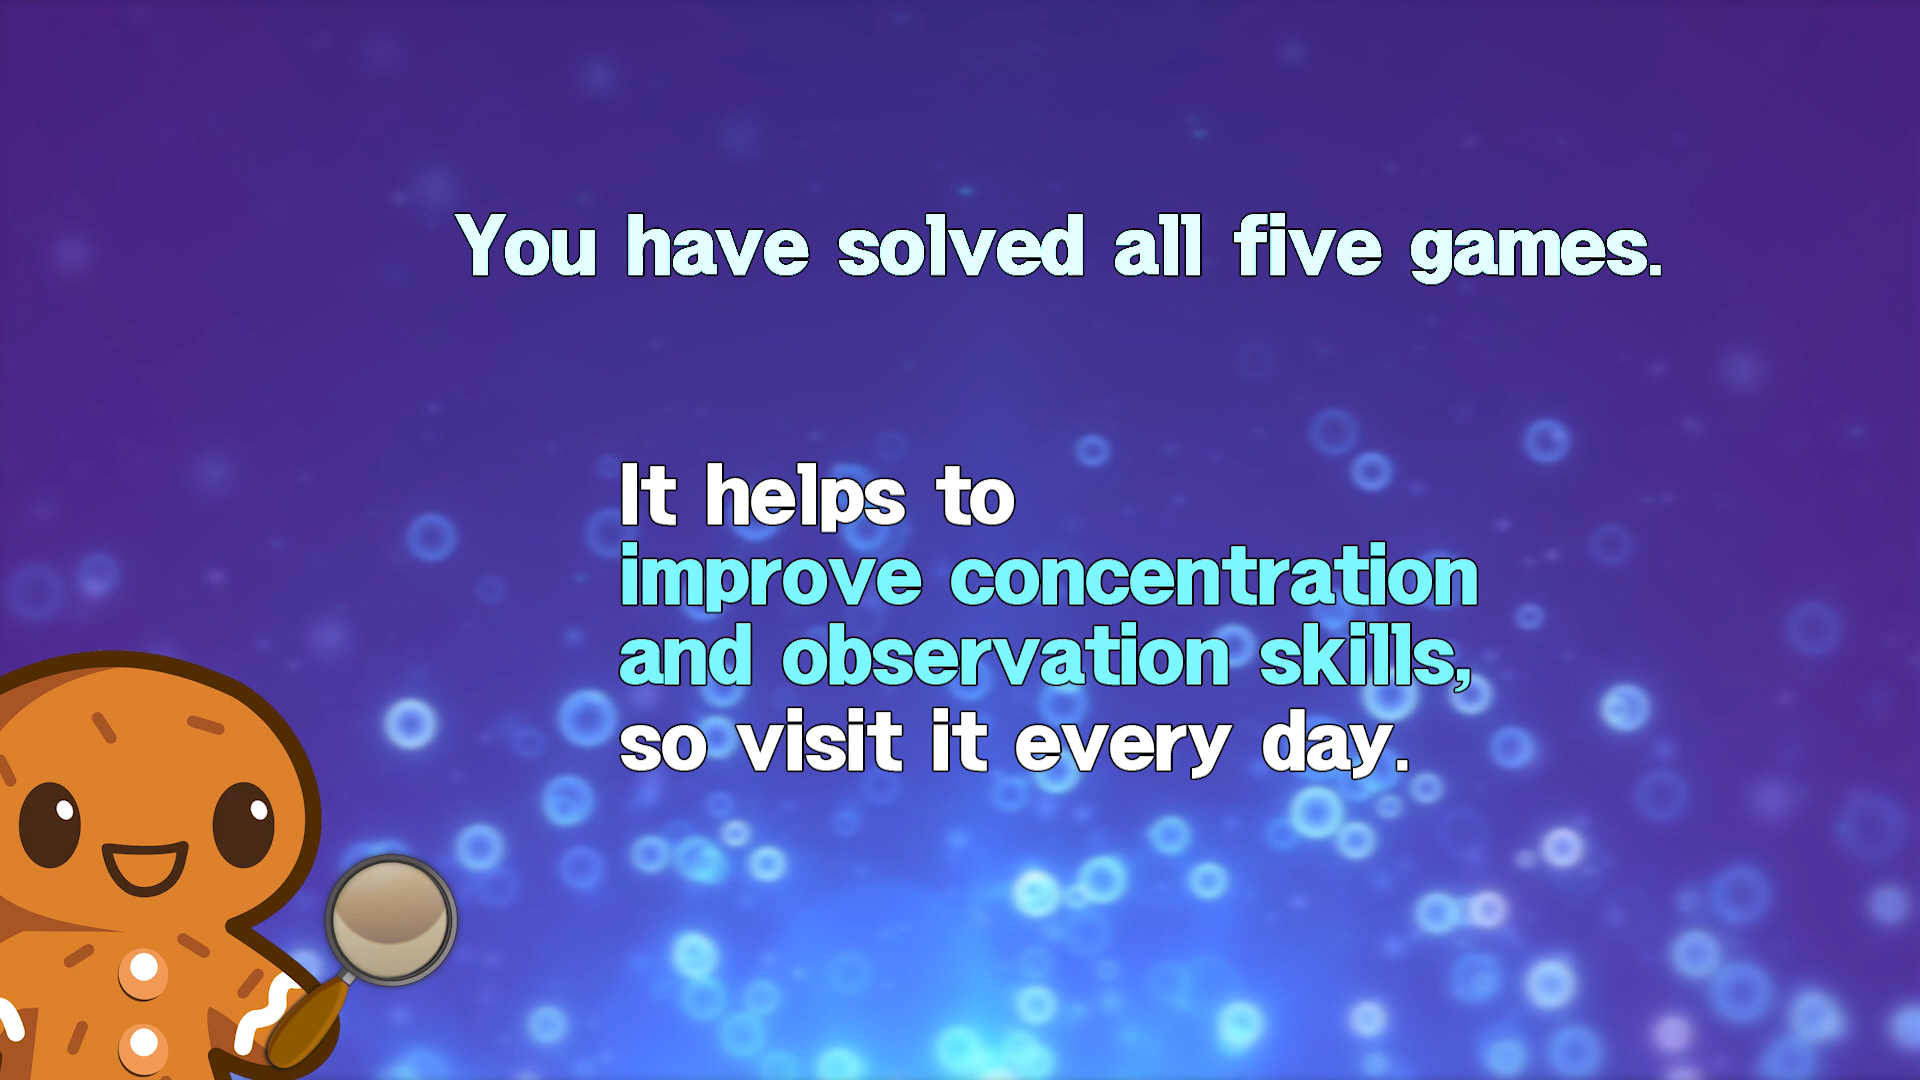 You have solved all five games.
It helps to
improve concentration
and observation skills,
so visit it every day.